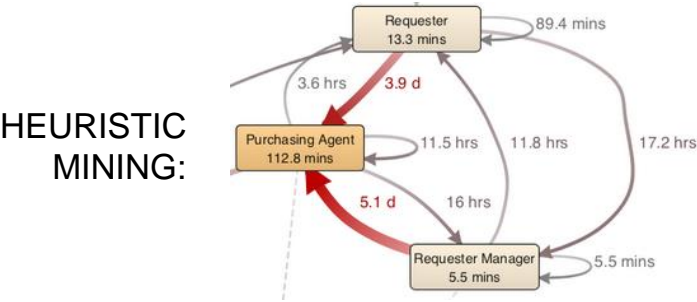 HEURISTIC
MINING:
Requester
13.3 mins
89.4 mins
3.6 hrs
3.9 d
Purchasing Agent
112.8 mins
11.5 hrs
11.8 hrs
17.2 hrs
5.1 d
16 hrs
Requester Manager
5.5 mins
5.5 mins